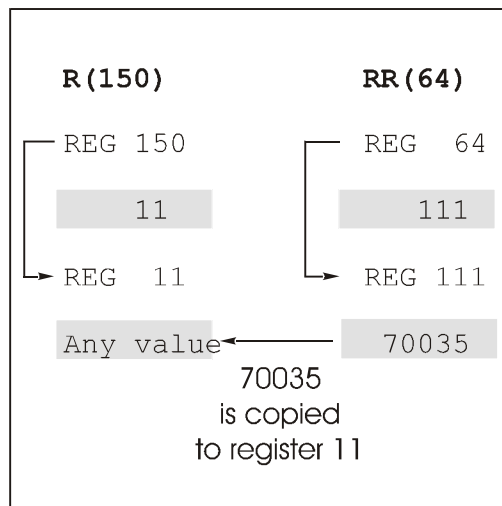 R(150) RR(64)
REG 150 REG 64
11 111
REG 11 REG 111
Any value 70035
70035
is copied
to register 11